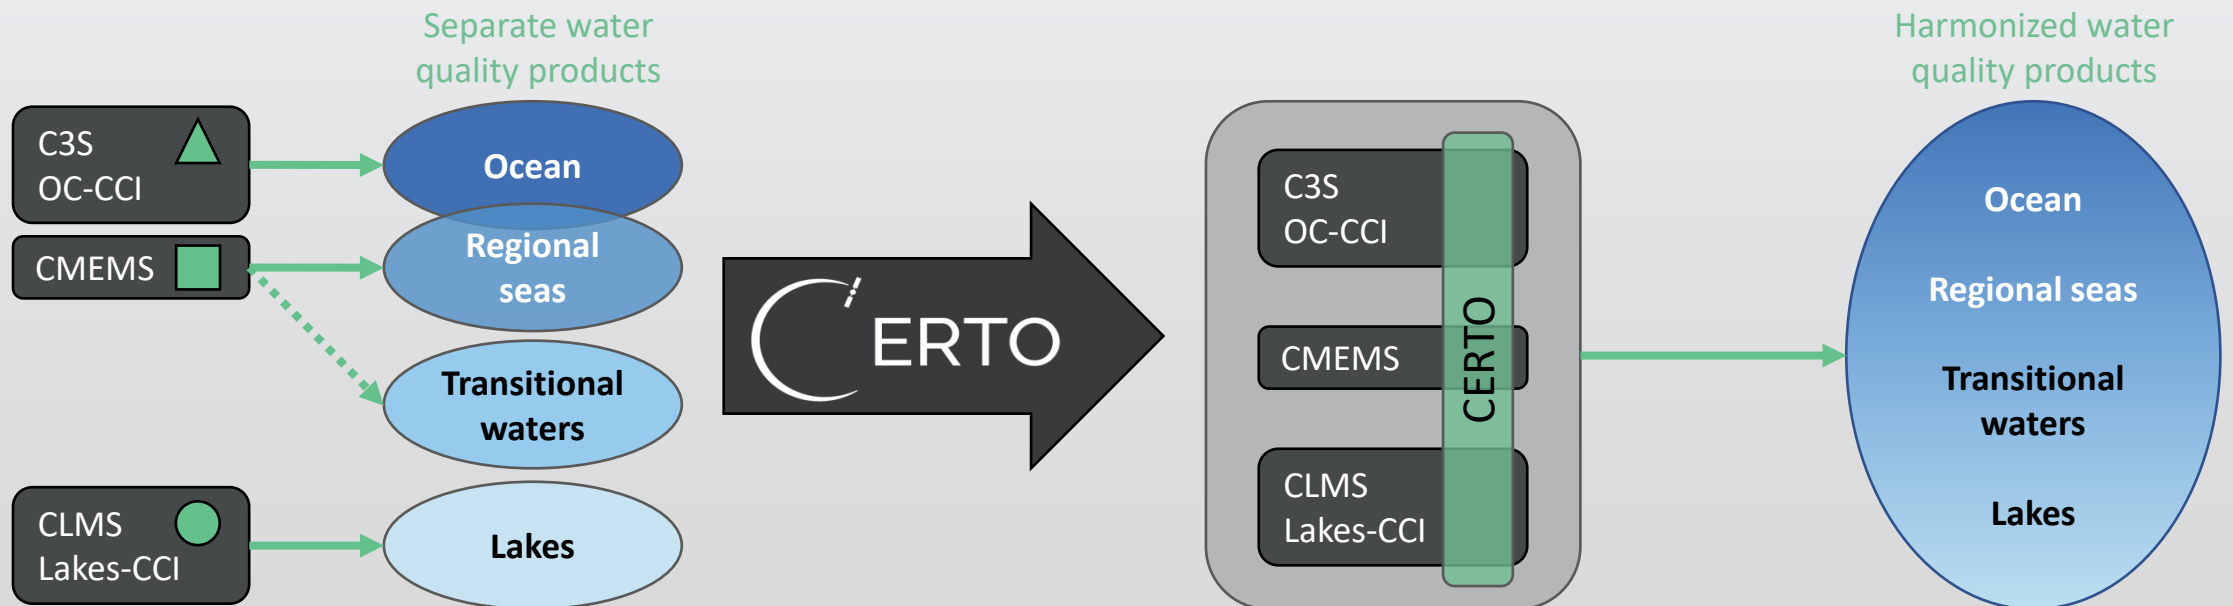 Separate water
quality products
C3S
OC-CCI
Ocean
CMEMS
Regional
seas
Transitional
waters
CLMS
Lakes-CCI
Lakes
CERTO
C3S
OC-CCI
CMEMS
CLMS
Lakes-CCI
CERTO
Harmonized water
quality products
Ocean
Regional seas
Transitional
waters
Lakes